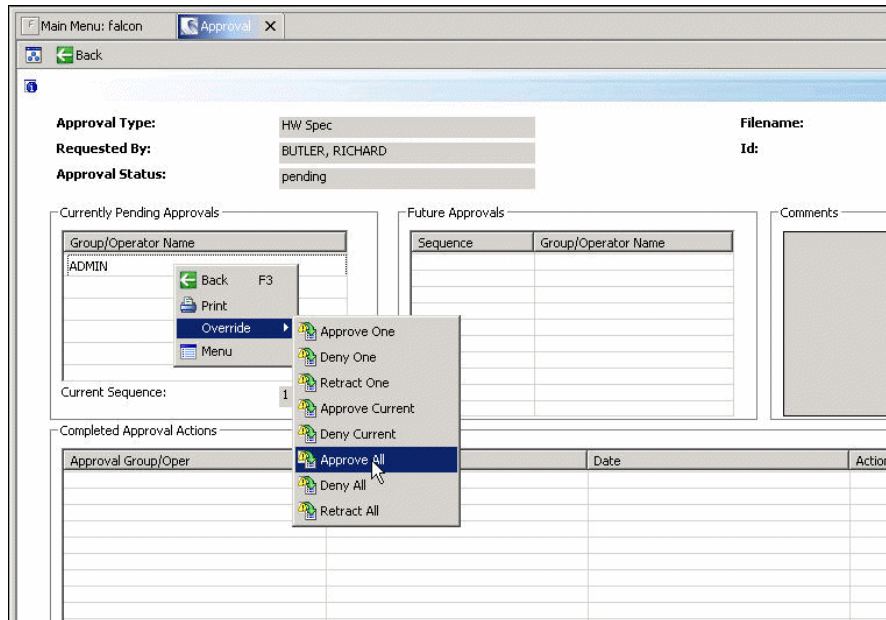 Main Menu: falcon
Approval
Back
Approval Type:
HW Spec
Filename:
Requested By:
BUTLER, RICHARD
Id:
Approval Status:
pending
Currently Pending Approvals
Future Approvals
Comments
Group/Operator Name
Sequence
Group/Operator Name
ADMIN
Back F3
Print
Override
Menu
Approve One
Deny One
Retract One
Approve Current
Deny Current
Approve All
Deny All
Retract All
Current Sequence:
1
Completed Approval Actions
Approval Group/Oper
Date
Action